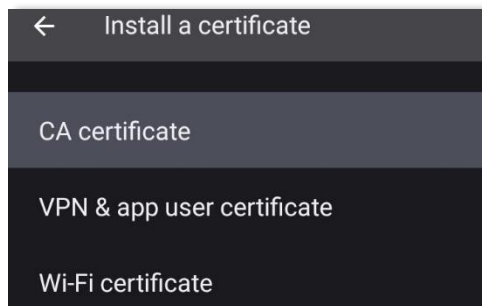 Install a certificate
CA certificate
VPN & app user certificate
Wi-Fi certificate